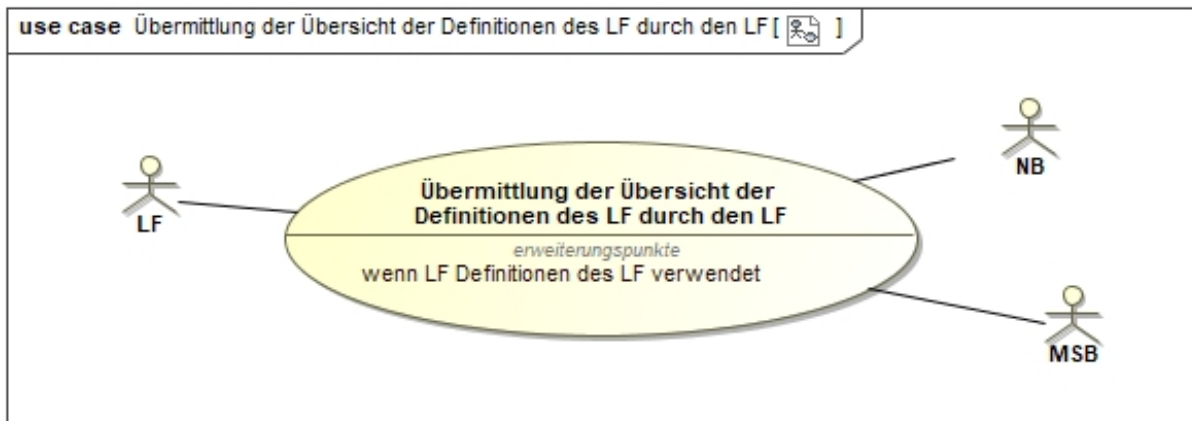 use case Übermittlung der Übersicht der Definitionen des LF durch den LF [ ]
NB
LF
Übermittlung der Übersicht der
Definitionen des LF durch den LF
erweiterungspunkte
wenn LF Definitionen des LF verwendet
MSB